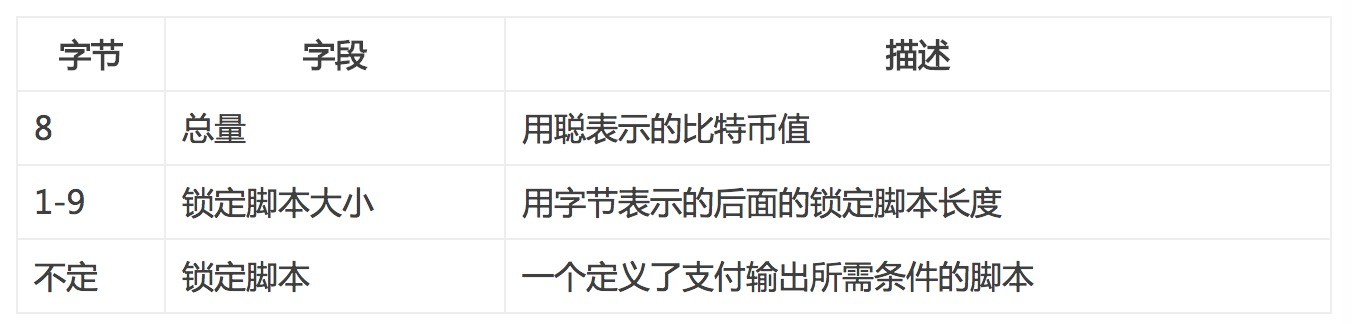 字节 字段 描述
8 总量 用聪表示的比特币值
1-9 锁定脚本大小 用字节表示的后面的锁定脚本长度
不定 锁定脚本 一个定义了支付输出所需条件的脚本